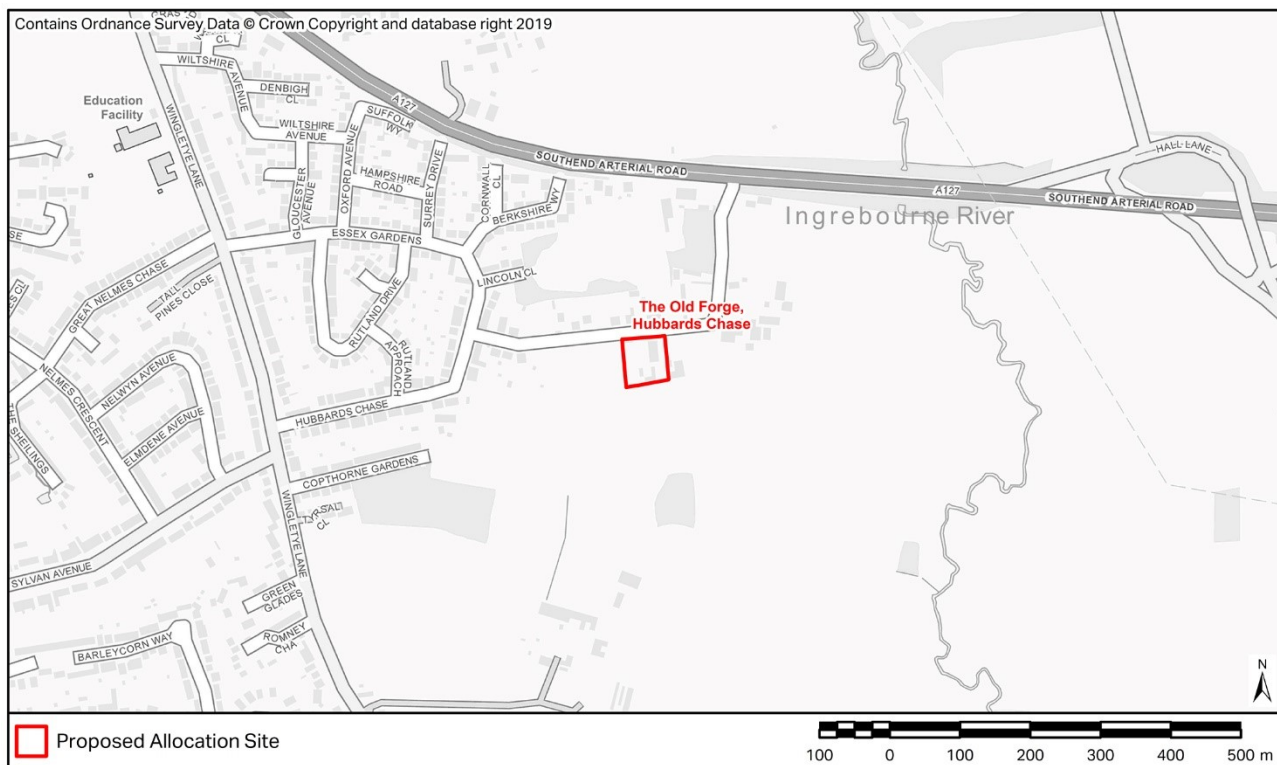 Contains Ordnance Survey Data © Crown Copyright and database right 2019
CL
WILTSHIRE
AVENUE
DENBIGH
CL
A127
SUFFOLK
WY
Education
Facility
WINGLETYE LANE
WILTSHIRE
AVENUE
OXFORD AVENUE
HAMPSHIRE
ROAD
SURREY DRIVE
GLOUCESTER
AVENUE
CORNWALL
CL
BERKSHIRE
WY
SOUTHEND ARTERIAL ROAD
HALL LANE
A127
SOUTHEND ARTERIAL ROAD
Ingrebourne River
ESSEX GARDENS
LINCOLN CL
GREAT NELMES CHASE
TALL
PINES CLOSE
RUTLAND DRIVE
RUTLAND
APPROACH
The Old Forge,
Hubbards Chase
NELMES CRESCENT
NELWYN AVENUE
ELMDENE AVENUE
THE SHEILINGS
HUBBARDS CHASE
COPTHORNE GARDENS
TYRSAL
CL
WINGLETYE LANE
SYLVAN AVENUE
GREEN
GLADES
ROMNEY
CHA
BARLEYCORN WAY
N
Proposed Allocation Site
100 0 100 200 300 400 500 m